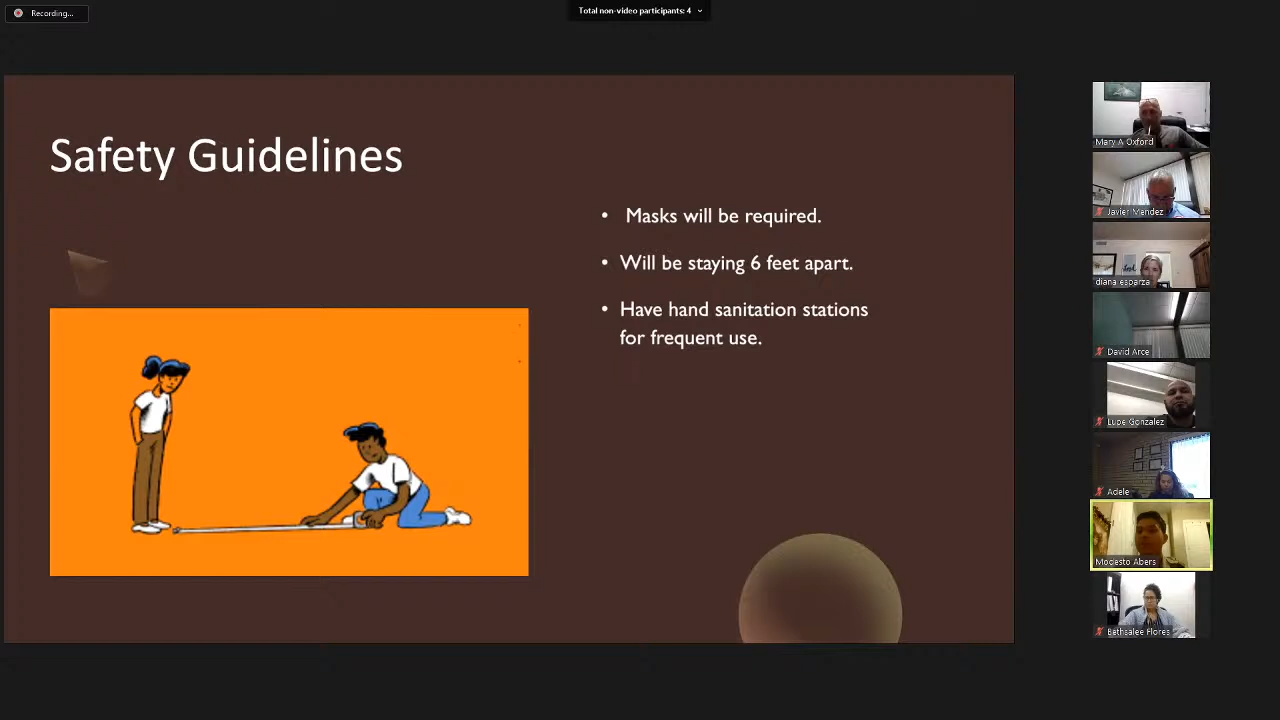 Recording...
Total non-video participants: 4
Safety Guidelines
• Masks will be required.
• Will be staying 6 feet apart.
• Have hand sanitation stations
for frequent use.
Mary A Oxford
Javier Mendez
diana esparza
David Arce
Lupe Gonzalez
Adele
Modesto Abers
Bethsalee Flores